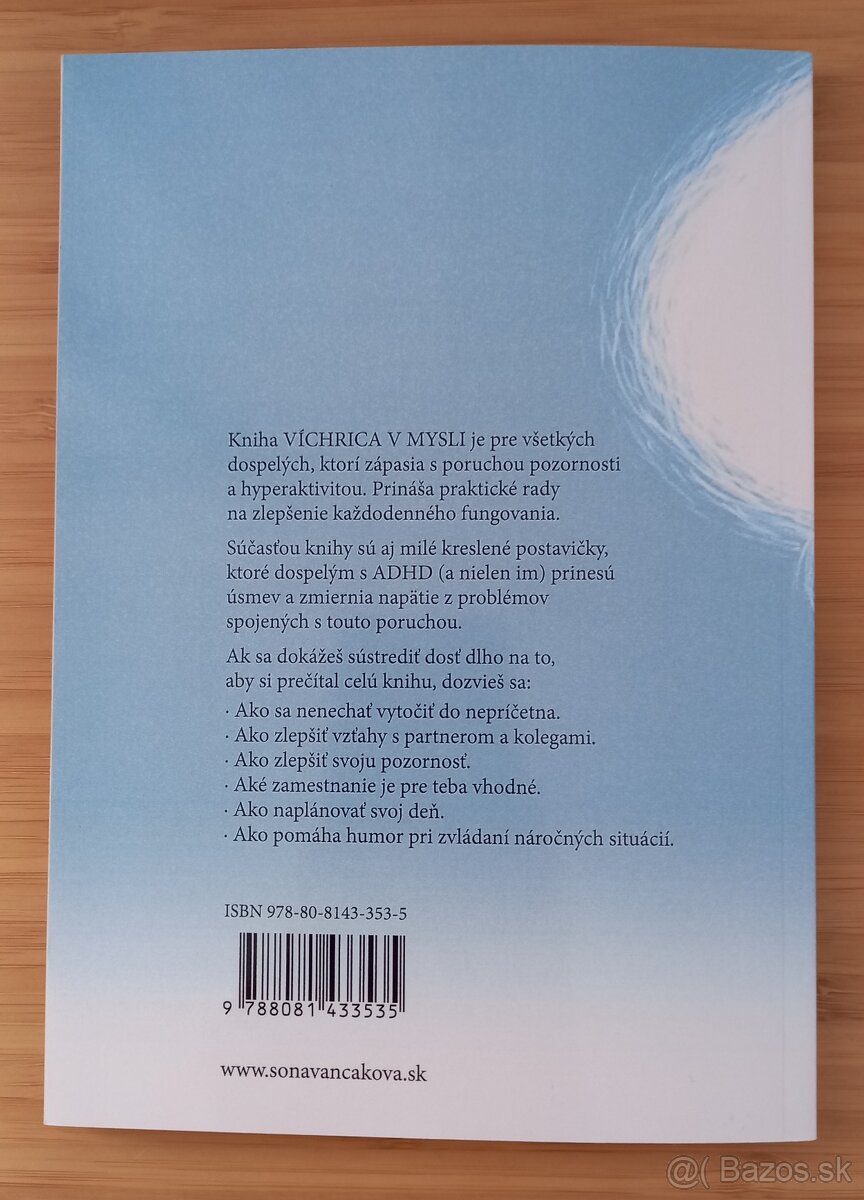 Kniha VÍCHRICA V MYSLI je pre všetkých
dospelých, ktorí zápasia s poruchou pozornosti
a hyperaktivitou. Prináša praktické rady
na zlepšenie každodenného fungovania.
Súčasťou knihy sú aj milé kreslené postavičky,
ktoré dospelým s ADHD (a nielen im) prinesú
úsmev a zmiernia napätie z problémov
spojených s touto poruchou.
Ak sa dokážeš sústrediť dosť dlho na to,
aby si prečítal celú knihu, dozvieš sa:
· Ako sa nenechať vytočiť do nepríčetna.
· Ako zlepšiť vzťahy s partnerom a kolegami.
· Ako zlepšiť svoju pozornosť.
· Aké zamestnanie je pre teba vhodné.
· Ako naplánovať svoj deň.
· Ako pomáha humor pri zvládaní náročných situácií.
ISBN 978-80-8143-353-5
9 788081 433535
www.sonavancakova.sk
@( Bazos.sk